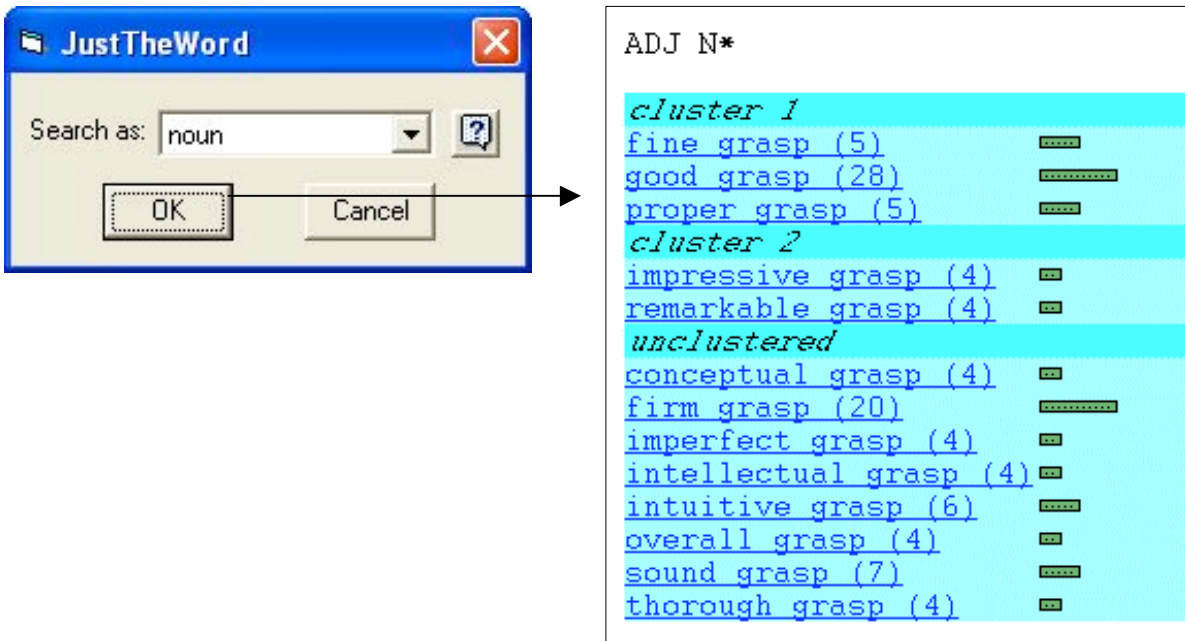 JustTheWord
Search as: noun
OK Cancel
ADJ N*
cluster 1
fine grasp (5)
good grasp (28)
proper grasp (5)
cluster 2
impressive grasp (4)
remarkable grasp (4)
unclustered
conceptual grasp (4)
firm grasp (20)
imperfect grasp (4)
intellectual grasp (4)
intuitive grasp (6)
overall grasp (4)
sound grasp (7)
thorough grasp (4)